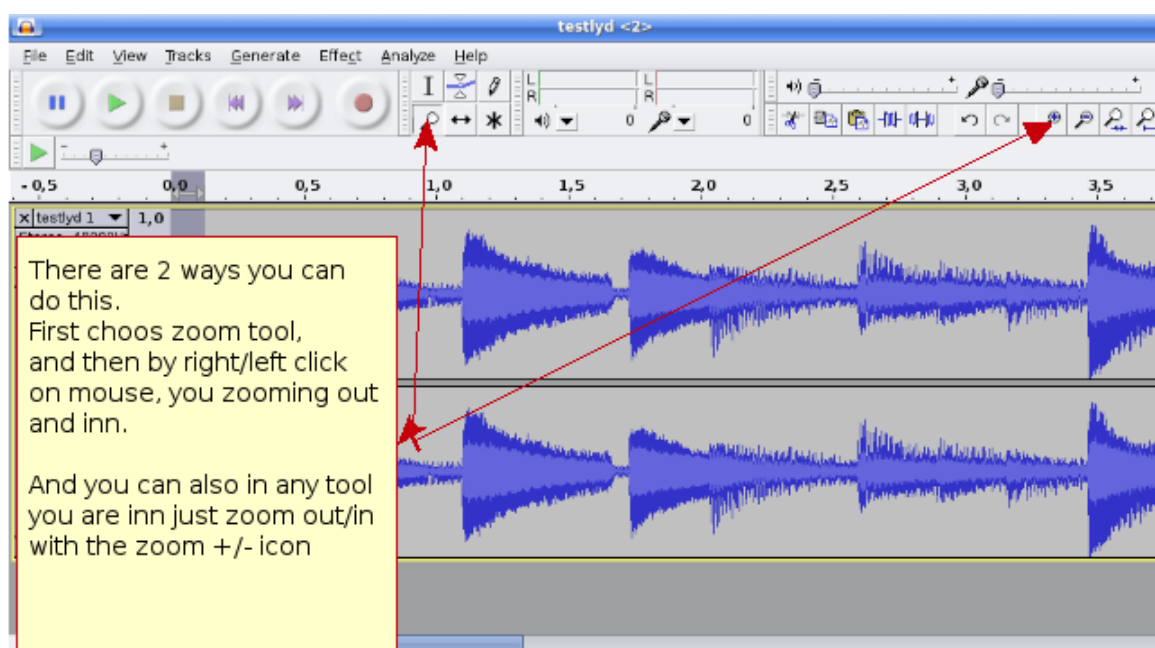 testlyd <2>
File Edit View Tracks Generate Effect Analyze Help
L
R
L
R
0
0
- 0,5 0,0 0,5 1,0 1,5 2,0 2,5 3,0 3,5
testlyd 1 1,0
There are 2 ways you can
do this.
First choos zoom tool,
and then by right/left click
on mouse, you zooming out
and inn.
And you can also in any tool
you are inn just zoom out/in
with the zoom +/- icon